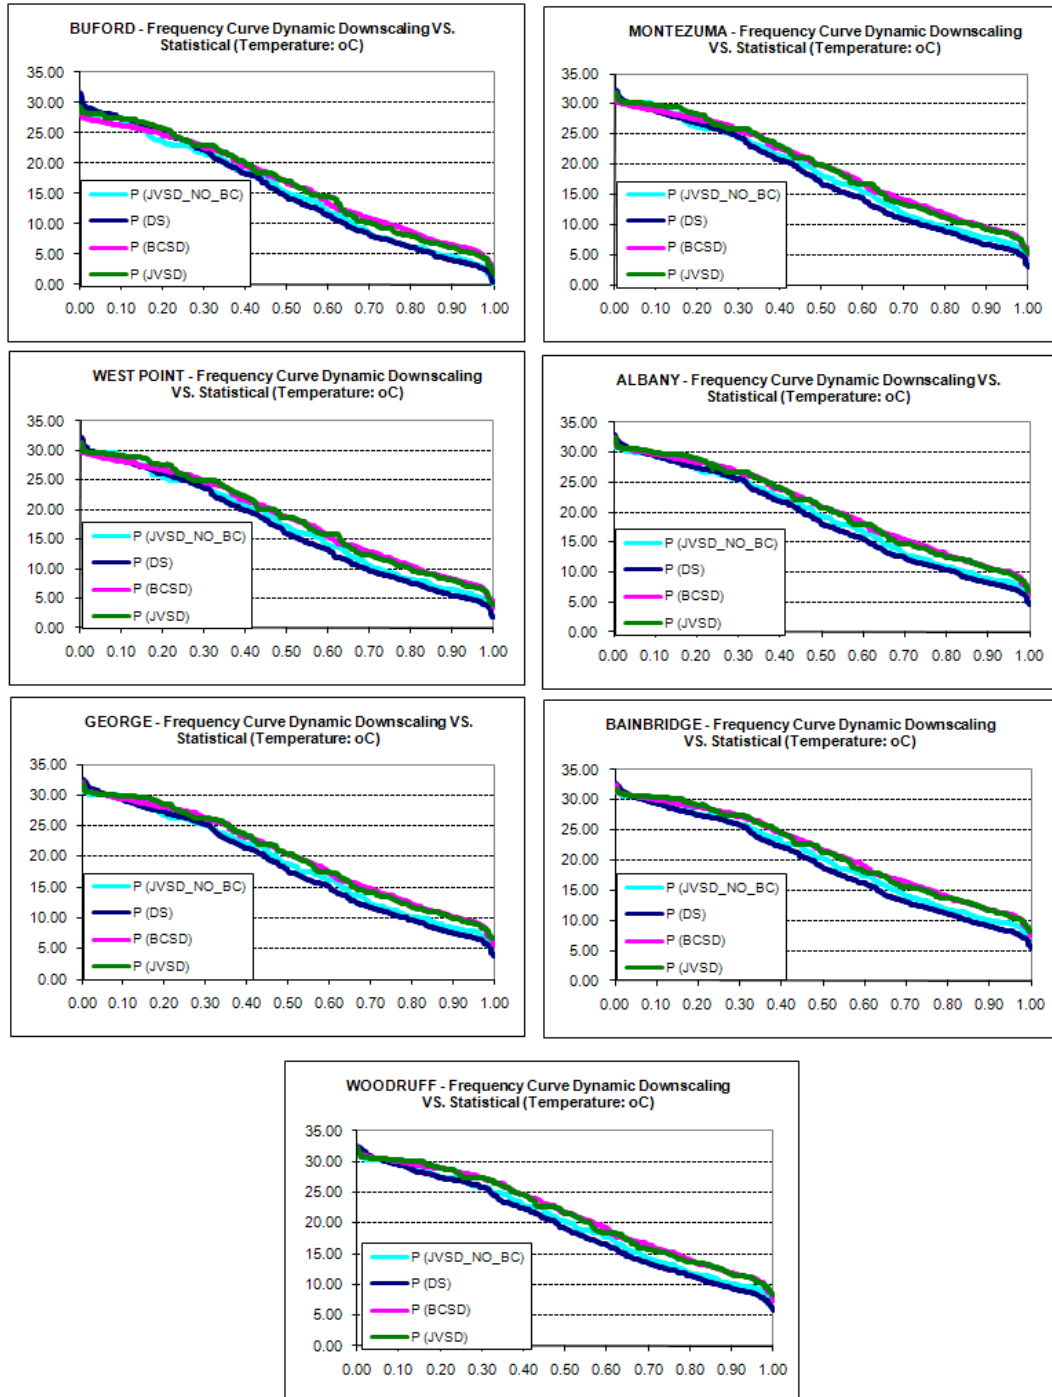 BUFORD - Frequency Curve Dynamic Downscaling VS.
Statistical (Temperature: oC)
35.00
30.00
25.00
20.00
15.00
10.00
5.00
0.00
P (JVSD_NO_BC)
P (DS)
P (BCSD)
P (JVSD)
0.00 0.10 0.20 0.30 0.40 0.50 0.60 0.70 0.80 0.90 1.00
MONTEZUMA - Frequency Curve Dynamic Downscaling
VS. Statistical (Temperature: oC)
35.00
30.00
25.00
20.00
15.00
10.00
5.00
0.00
P (JVSD_NO_BC)
P (DS)
P (BCSD)
P (JVSD)
0.00 0.10 0.20 0.30 0.40 0.50 0.60 0.70 0.80 0.90 1.00
WEST POINT - Frequency Curve Dynamic Downscaling
VS. Statistical (Temperature: oC)
35.00
30.00
25.00
20.00
15.00
10.00
5.00
0.00
P (JVSD_NO_BC)
P (DS)
P (BCSD)
P (JVSD)
0.00 0.10 0.20 0.30 0.40 0.50 0.60 0.70 0.80 0.90 1.00
ALBANY - Frequency Curve Dynamic Downscaling VS.
Statistical (Temperature: oC)
35.00
30.00
25.00
20.00
15.00
10.00
5.00
0.00
P (JVSD_NO_BC)
P (DS)
P (BCSD)
P (JVSD)
0.00 0.10 0.20 0.30 0.40 0.50 0.60 0.70 0.80 0.90 1.00
GEORGE - Frequency Curve Dynamic Downscaling VS.
Statistical (Temperature: oC)
35.00
30.00
25.00
20.00
15.00
10.00
5.00
0.00
P (JVSD_NO_BC)
P (DS)
P (BCSD)
P (JVSD)
0.00 0.10 0.20 0.30 0.40 0.50 0.60 0.70 0.80 0.90 1.00
BAINBRIDGE - Frequency Curve Dynamic Downscaling
VS. Statistical (Temperature: oC)
35.00
30.00
25.00
20.00
15.00
10.00
5.00
0.00
P (JVSD_NO_BC)
P (DS)
P (BCSD)
P (JVSD)
0.00 0.10 0.20 0.30 0.40 0.50 0.60 0.70 0.80 0.90 1.00
WOODRUFF - Frequency Curve Dynamic Downscaling
VS. Statistical (Temperature: oC)
35.00
30.00
25.00
20.00
15.00
10.00
5.00
0.00
P (JVSD_NO_BC)
P (DS)
P (BCSD)
P (JVSD)
0.00 0.10 0.20 0.30 0.40 0.50 0.60 0.70 0.80 0.90 1.00